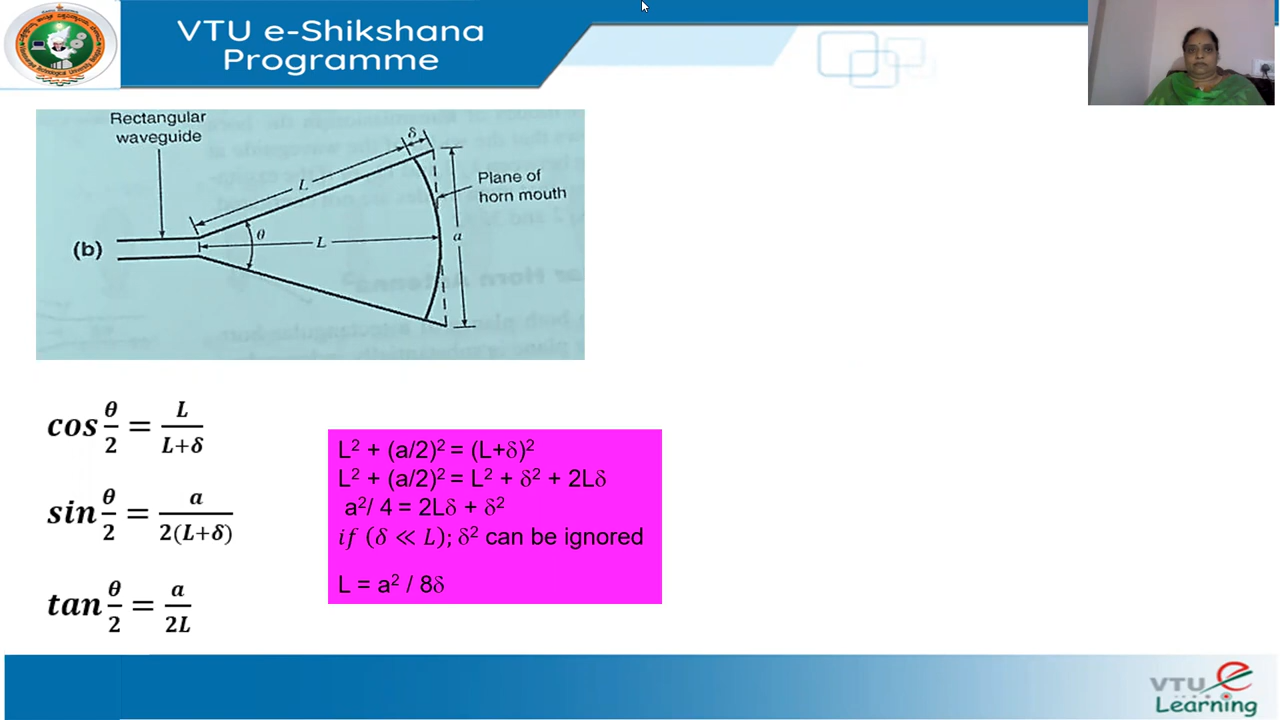 VTU e-Shikshana
Programme
Rectangular
waveguide
δ
L
Plane of
horn mouth
(b)
θ
L
a
cos θ/2 = L/(L+δ)
sin θ/2 = a/2(L+δ)
tan θ/2 = a/2L
L² + (a/2)² = (L+δ)²
L² + (a/2)² = L² + δ² + 2Lδ
a²/ 4 = 2Lδ + δ²
if (δ ≪ L); δ² can be ignored
L = a² / 8δ
VTU e
Learning